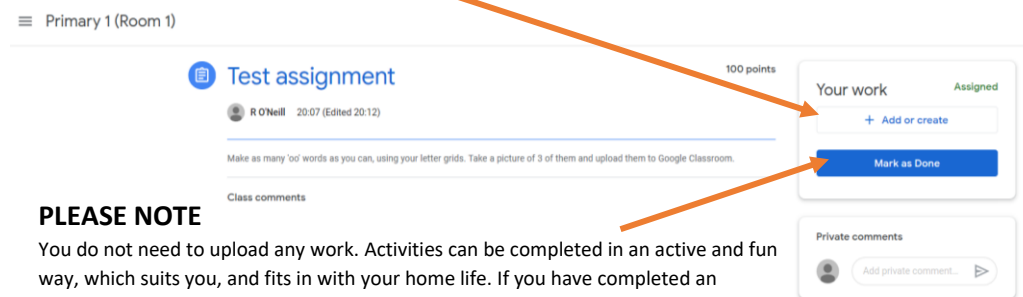 Primary 1 (Room 1)
Test assignment
100 points
R O'Neill 20:07 (Edited 20:12)
Make as many 'oo' words as you can, using your letter grids. Take a picture of 3 of them and upload them to Google Classroom.
Class comments
Your work Assigned
+ Add or create
Mark as Done
Private comments
Add private comment...
PLEASE NOTE
You do not need to upload any work. Activities can be completed in an active and fun
way, which suits you, and fits in with your home life. If you have completed an